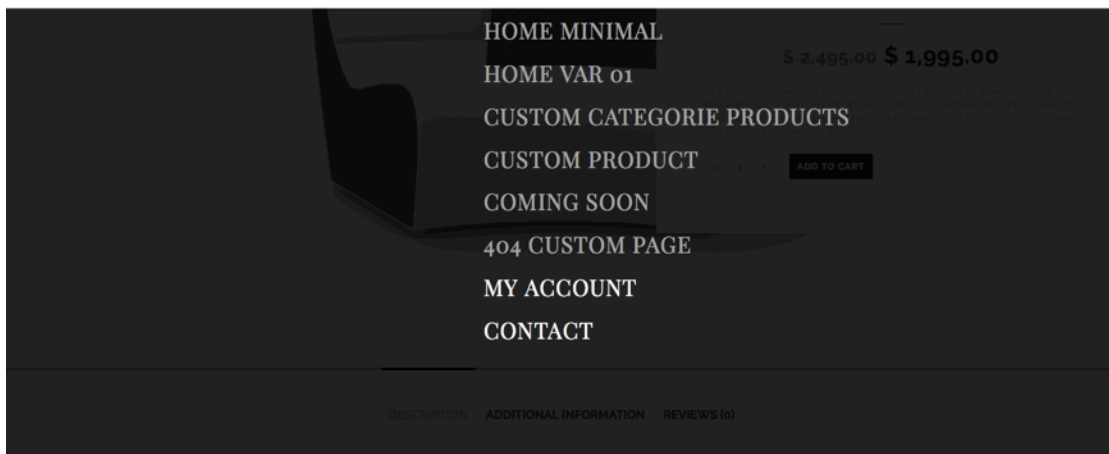 HOME MINIMAL
$ 2,495.00 $ 1,995.00
HOME VAR 01
CUSTOM CATEGORIE PRODUCTS
CUSTOM PRODUCT
ADD TO CART
COMING SOON
404 CUSTOM PAGE
MY ACCOUNT
CONTACT
DESCRIPTION ADDITIONAL INFORMATION REVIEWS (0)